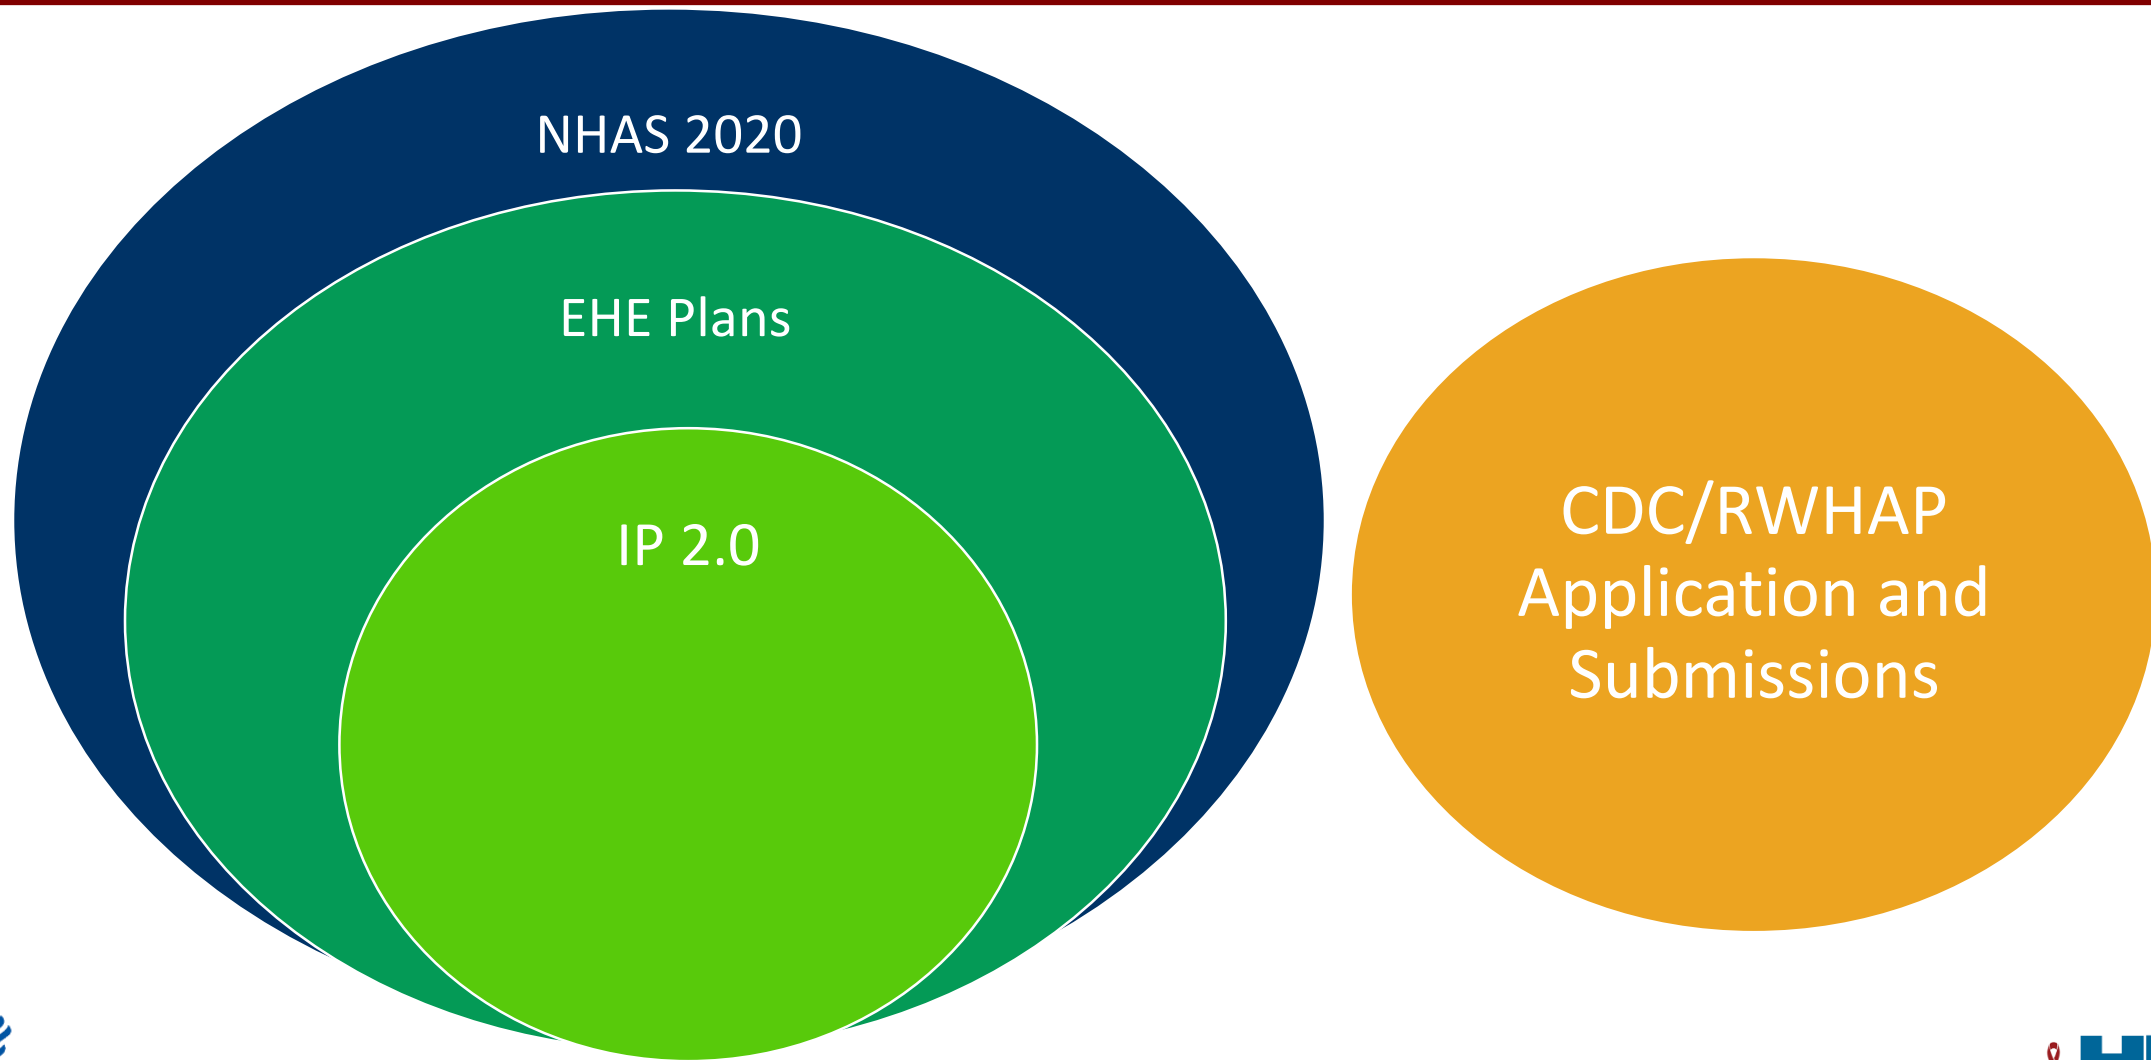 NHAS 2020
EHE Plans
IP 2.0
CDC/RWHAP
Application and
Submissions